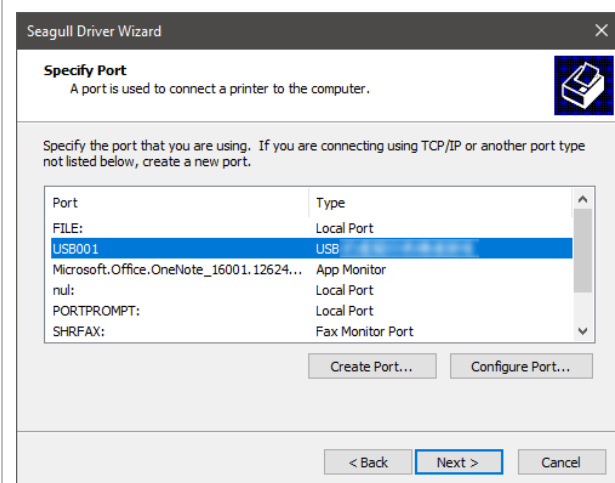 Seagull Driver Wizard
Specify Port
A port is used to connect a printer to the computer.
Specify the port that you are using. If you are connecting using TCP/IP or another port type
not listed below, create a new port.
Port Type
FILE: Local Port
USB001 USB
Microsoft.Office.OneNote_16001.12624... App Monitor
nul: Local Port
PORTPROMPT: Local Port
SHRFAX: Fax Monitor Port
Create Port... Configure Port...
< Back Next > Cancel